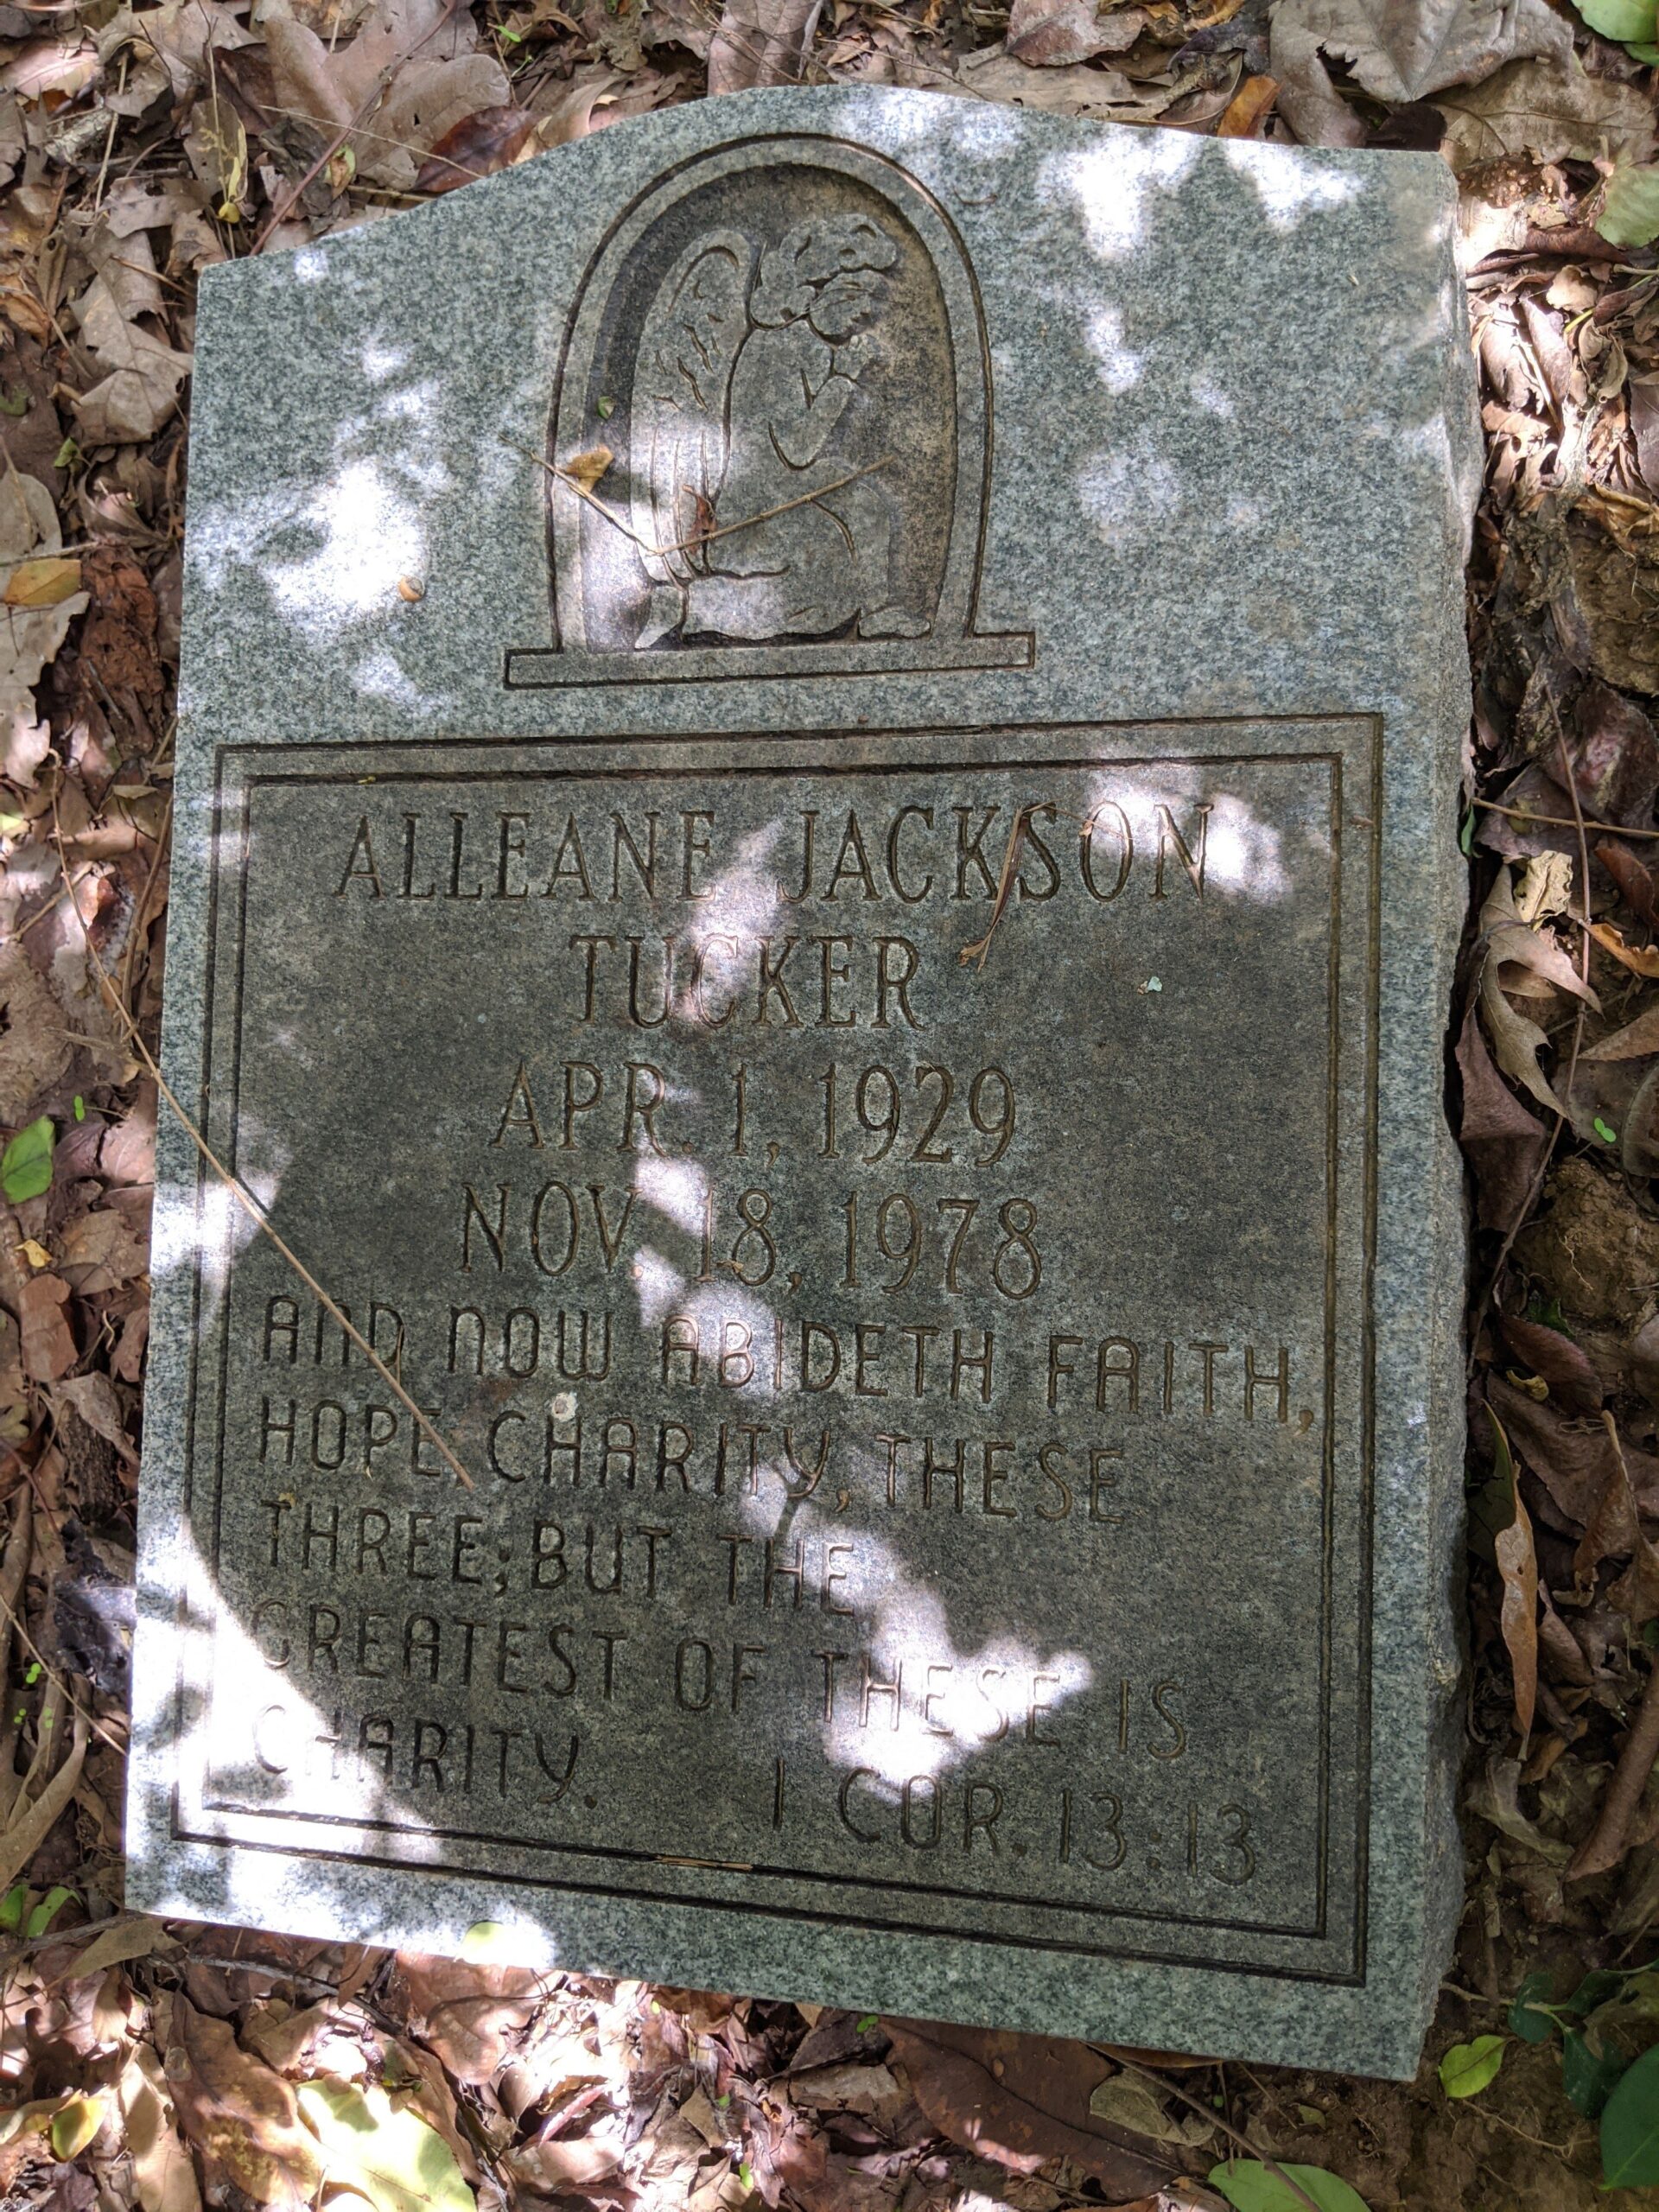 ALLEANE JACKSON
TUCKER
APR. 1, 1929
NOV. 18, 1978
AND NOW ABIDETH FAITH,
HOPE CHARITY, THESE
THREE; BUT THE
GREATEST OF THESE IS
CHARITY. I COR. 13:13